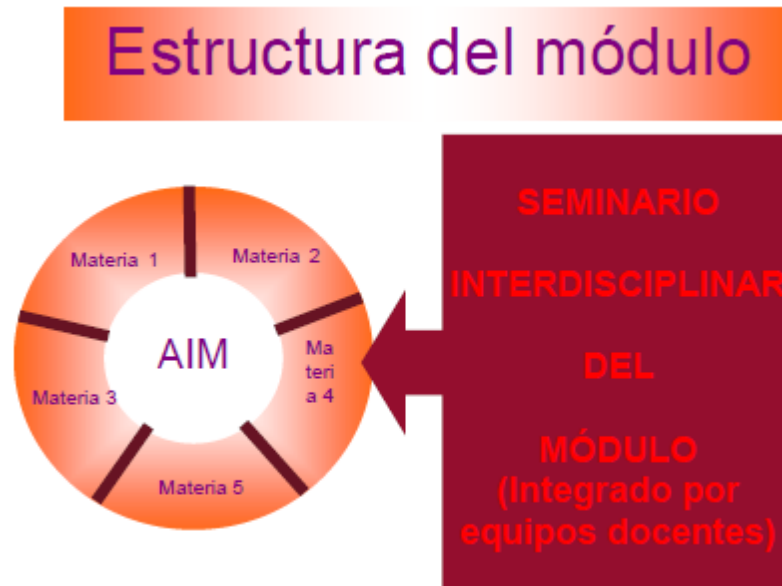 Estructura del módulo
Materia 1
Materia 2
AIM
Materia 3
Ma
teri
a 4
Materia 5
SEMINARIO
INTERDISCIPLINAR
DEL
MÓDULO
(Integrado por
equipos docentes)